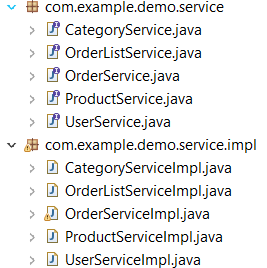 com.example.demo.service
CategoryService.java
OrderListService.java
OrderService.java
ProductService.java
UserService.java
com.example.demo.service.impl
CategoryServiceImpl.java
OrderListServiceImpl.java
OrderServiceImpl.java
ProductServiceImpl.java
UserServiceImpl.java